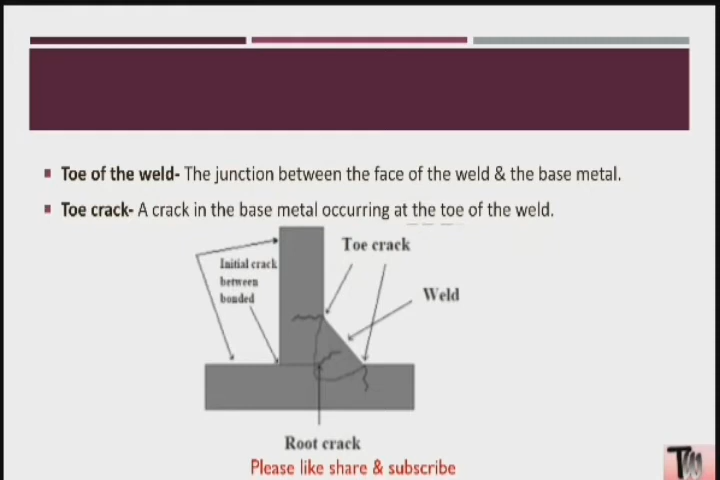 Toe of the weld- The junction between the face of the weld & the base metal.
Toe crack- A crack in the base metal occurring at the toe of the weld.
Toe crack
Initial crack
between
bonded
Weld
Root crack
Please like share & subscribe
TW